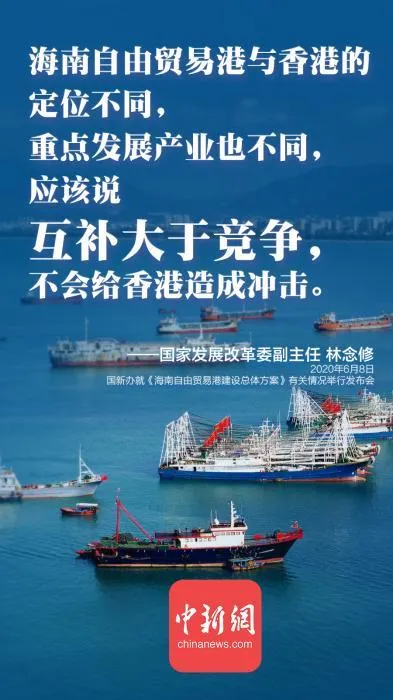 海南自由贸易港与香港的
定位不同，
重点发展产业也不同，
应该说
互补大于竞争，
不会给香港造成冲击。
——国家发展改革委副主任 林念修
2020年6月8日
国新办就《海南自由贸易港建设总体方案》有关情况举行发布会
中新網
chinanews.com